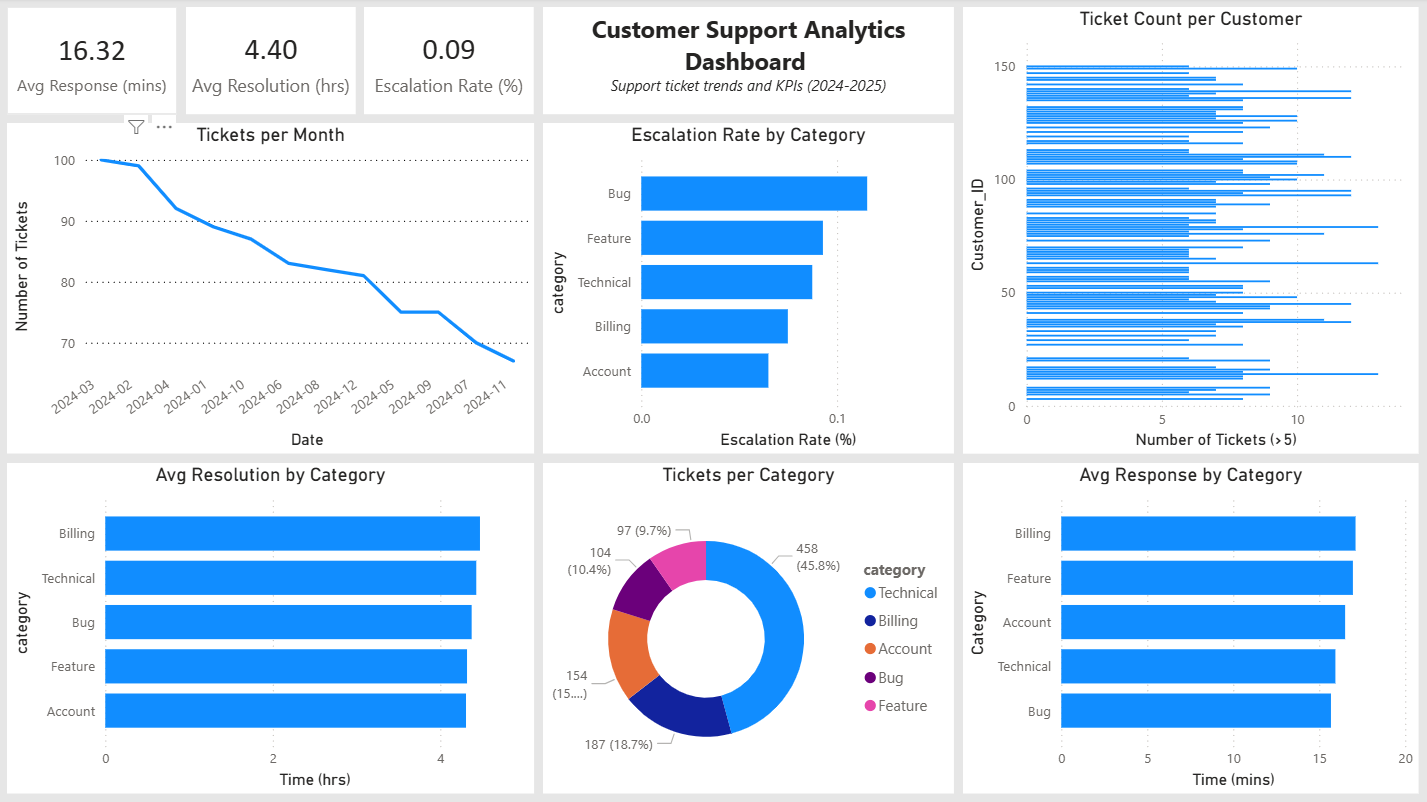 16.32
Avg Response (mins)
4.40
Avg Resolution (hrs)
0.09
Escalation Rate (%)
Customer Support Analytics
Dashboard
Support ticket trends and KPIs (2024-2025)
Ticket Count per Customer
150
100
50
0
Customer_ID
0
5
10
Number of Tickets (>5)
Tickets per Month
100
90
80
70
Number of Tickets
2024-03
2024-02
2024-04
2024-01
2024-10
2024-06
2024-08
2024-12
2024-05
2024-09
2024-07
2024-11
Date
Escalation Rate by Category
category
Bug
Feature
Technical
Billing
Account
0.0
0.1
Escalation Rate (%)
Avg Resolution by Category
category
Billing
Technical
Bug
Feature
Account
0
2
4
Time (hrs)
Tickets per Category
97 (9.7%)
104
(10.4%)
154
(15....)
187 (18.7%)
458
(45.8%)
category
Technical
Billing
Account
Bug
Feature
Avg Response by Category
Category
Billing
Feature
Account
Technical
Bug
0
5
10
15
20
Time (mins)